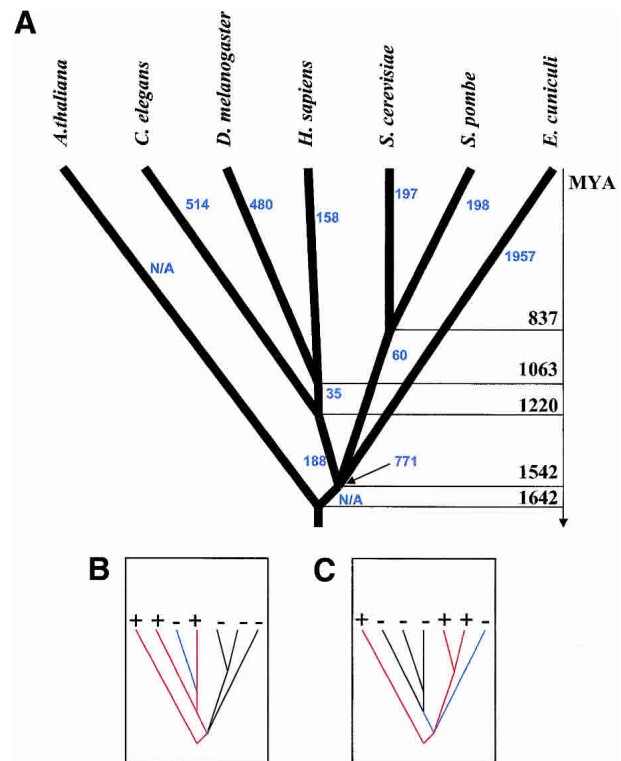 A
A.thaliana
C. elegans
D. melanogaster
H. sapiens
S. cerevisiae
S. pombe
E. cuniculi
MYA
514
480
158
197
198
1957
N/A
837
60
1063
35
1220
188
771
1542
N/A
1642
B
C
+ + - + - - -
+ - - - + + -